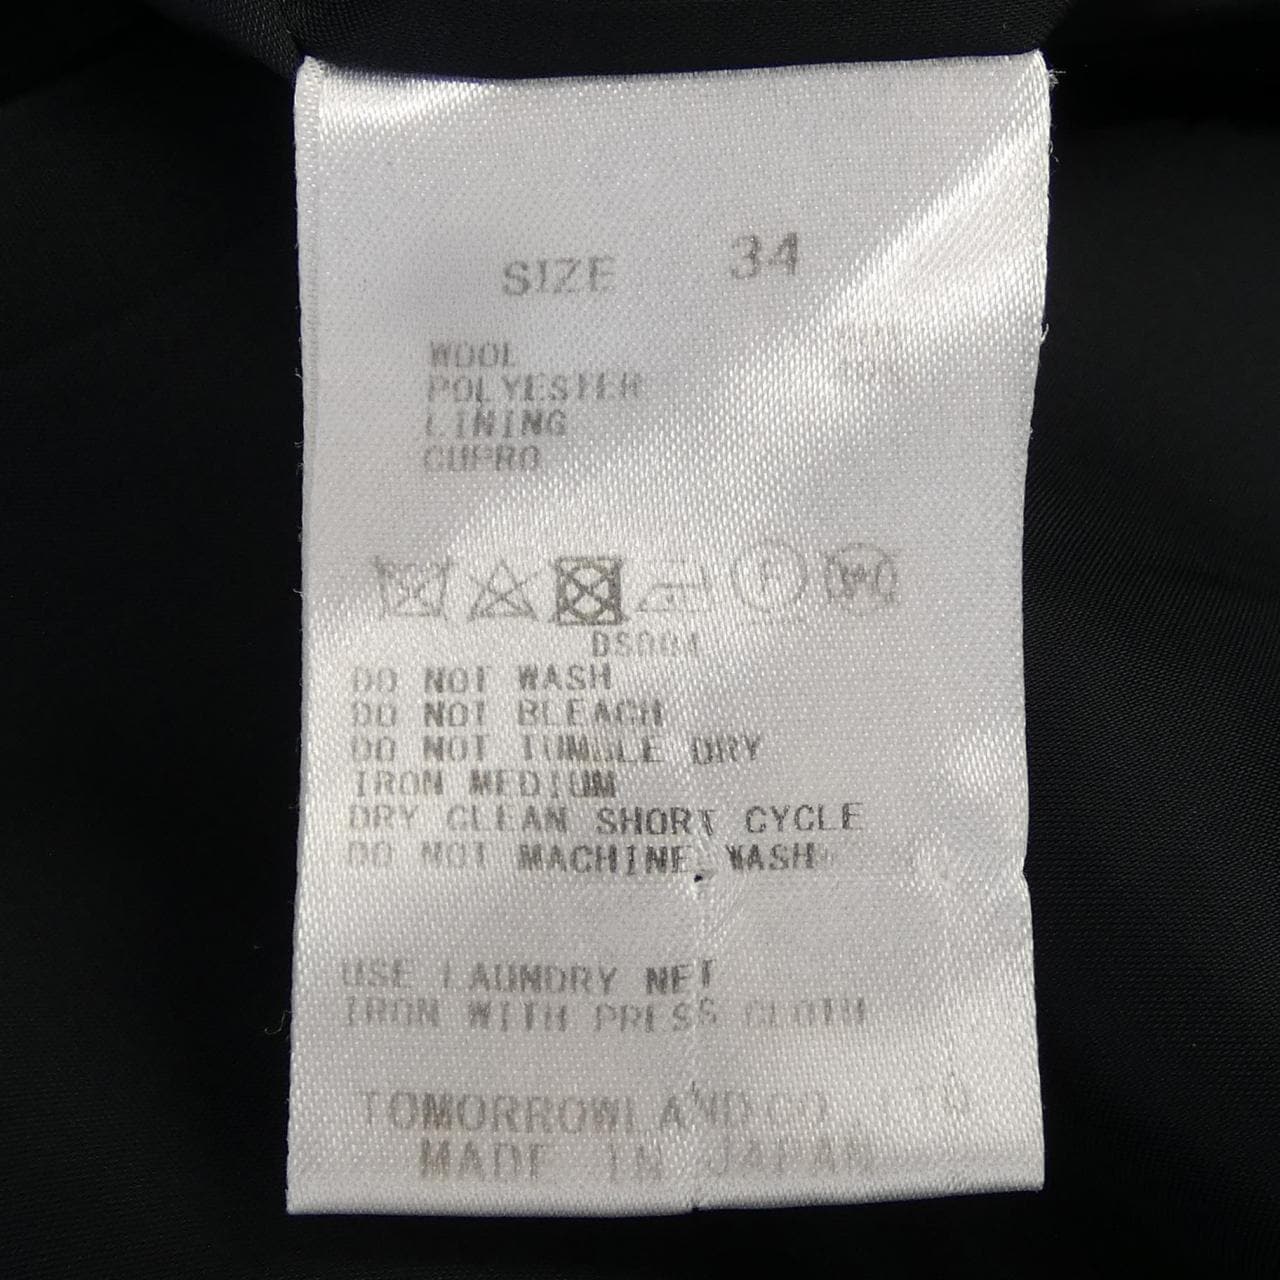 SIZE 34
WOOL
POLYESTER
LINING
CUPRO
DS004
DO NOT WASH
DO NOT BLEACH
DO NOT TUMBLE DRY
IRON MEDIUM
DRY CLEAN SHORT CYCLE
DO NOT MACHINE WASH
USE LAUNDRY NET
IRON WITH PRESS CLOTH
TOMORROWLAND CO., LTD
MADE IN JAPAN